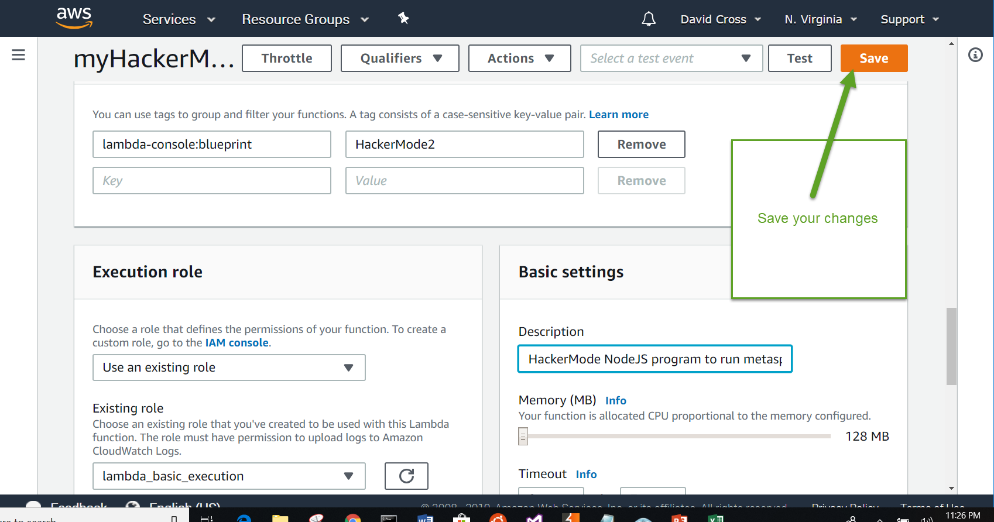 aws
Services
Resource Groups
David Cross
N. Virginia
Support
myHackerM...
Throttle
Qualifiers
Actions
Select a test event
Test
Save
You can use tags to group and filter your functions. A tag consists of a case-sensitive key-value pair. Learn more
lambda-console:blueprint
HackerMode2
Remove
Key
Value
Remove
Save your changes
Execution role
Choose a role that defines the permissions of your function. To create a
custom role, go to the IAM console.
Use an existing role
Existing role
Choose an existing role that you've created to be used with this Lambda
function. The role must have permission to upload logs to Amazon
CloudWatch Logs.
lambda_basic_execution
Basic settings
Description
HackerMode NodeJS program to run metasp
Memory (MB) Info
Your function is allocated CPU proportional to the memory configured.
128 MB
Timeout Info
Feedback
English (US)
Privacy Policy
Terms of Use
to search
11:26 PM